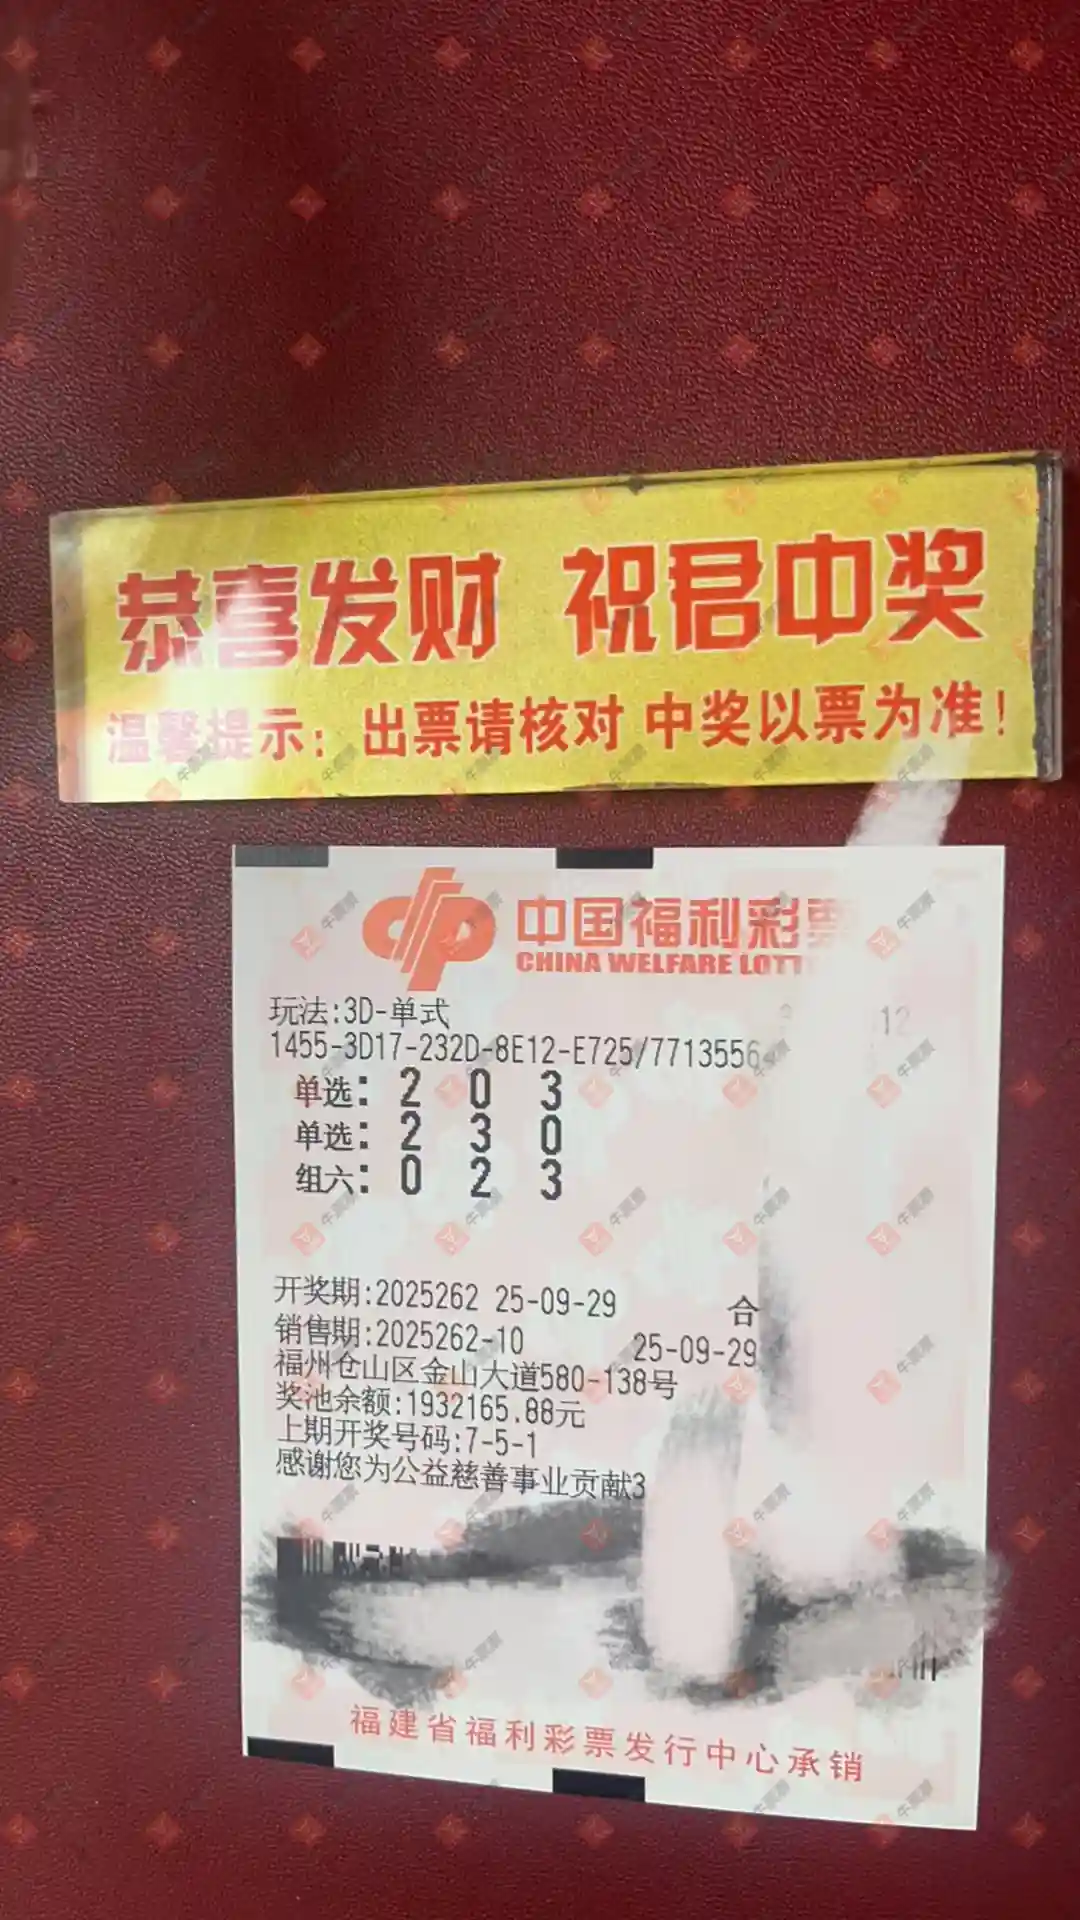 恭喜发财 祝君中奖
温馨提示：出票请核对 中奖以票为准！
中国福利彩票
CHINA WELFARE LOTT
玩法:3D-单式
12
1455-3D17-232D-8E12-E725/7713556
单选: 2 0 3
单选: 2 3 0
组六: 0 2 3
开奖期:2025262 25-09-29 合
销售期:2025262-10 25-09-29
福州仓山区金山大道580-138号
奖池余额:1932165.88元
上期开奖号码:7-5-1
感谢您为公益慈善事业贡献3
福建省福利彩票发行中心承销